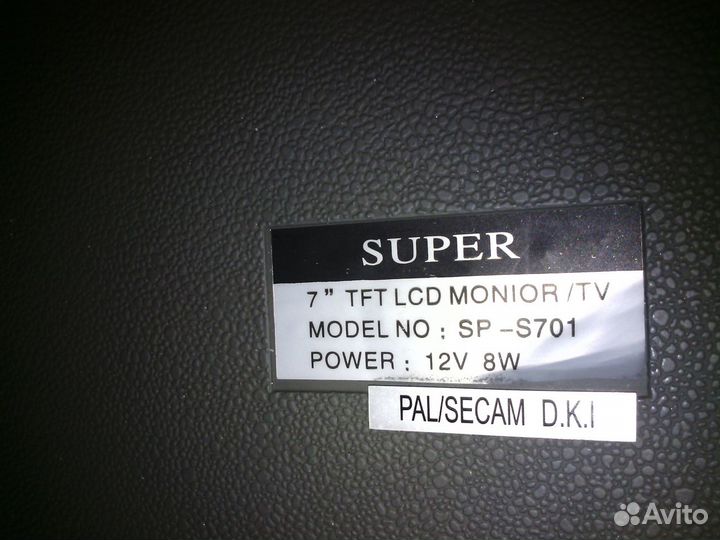 SUPER
7" TFT LCD MONIOR /TV
MODEL NO : SP -S701
POWER : 12V 8W
PAL/SECAM D.K.I
Avito